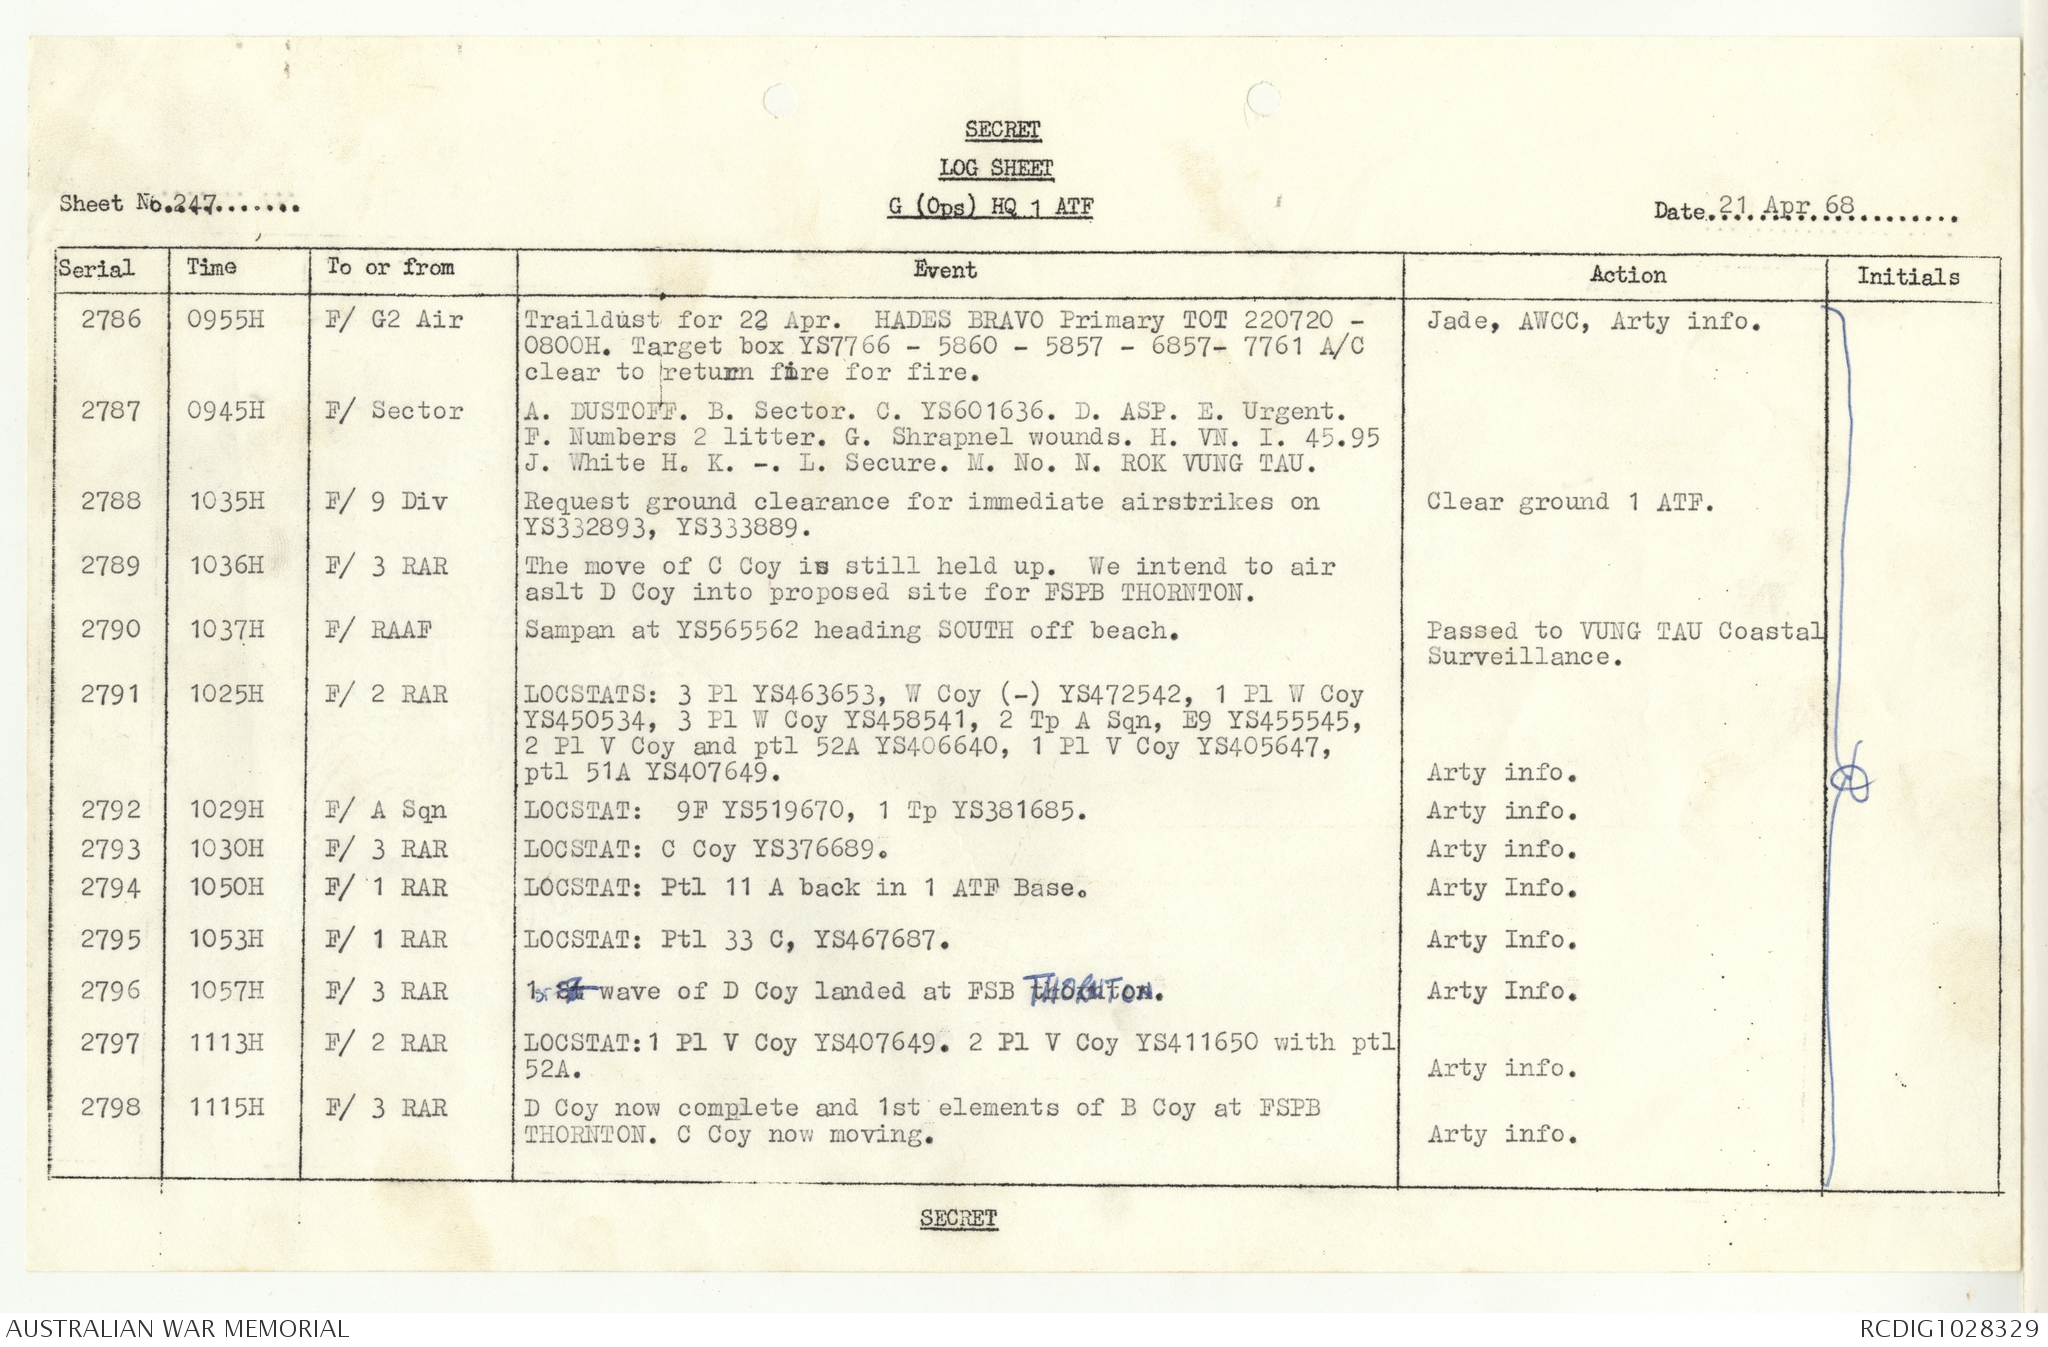 SECRET
LOG SHEET
Sheet No. 247
G (Ops) HQ 1 ATF
Date 21 Apr 68
Serial Time To or from Event Action Initials
2786 0955H F/ G2 Air Traildust for 22 Apr. HADES BRAVO Primary TOT 220720 - Jade, AWCC, Arty info.
0800H. Target box YS7766 - 5860 - 5857 - 6857- 7761 A/C
clear to return fire for fire.
2787 0945H F/ Sector A. DUSTOFF. B. Sector. C. YS601636. D. ASP. E. Urgent.
F. Numbers 2 litter. G. Shrapnel wounds. H. VN. I. 45.95
J. White H. K. -. L. Secure. M. No. N. ROK VUNG TAU.
2788 1035H F/ 9 Div Request ground clearance for immediate airstrikes on Clear ground 1 ATF.
YS332893, YS333889.
2789 1036H F/ 3 RAR The move of C Coy is still held up. We intend to air
aslt D Coy into proposed site for FSPB THORNTON.
2790 1037H F/ RAAF Sampan at YS565562 heading SOUTH off beach. Passed to VUNG TAU Coastal
Surveillance.
2791 1025H F/ 2 RAR LOCSTATS: 3 Pl YS463653, W Coy (-) YS472542, 1 Pl W Coy
YS450534, 3 Pl W Coy YS458541, 2 Tp A Sqn, E9 YS455545,
2 Pl V Coy and ptl 52A YS406640, 1 Pl V Coy YS405647,
ptl 51A YS407649. Arty info.
2792 1029H F/ A Sqn LOCSTAT: 9F YS519670, 1 Tp YS381685. Arty info.
2793 1030H F/ 3 RAR LOCSTAT: C Coy YS376689. Arty info.
2794 1050H F/ 1 RAR LOCSTAT: Ptl 11 A back in 1 ATF Base. Arty Info.
2795 1053H F/ 1 RAR LOCSTAT: Ptl 33 C, YS467687. Arty Info.
2796 1057H F/ 3 RAR 1 ST wave of D Coy landed at FSB THORNTON. Arty Info.
2797 1113H F/ 2 RAR LOCSTAT:1 Pl V Coy YS407649. 2 Pl V Coy YS411650 with ptl
52A. Arty info.
2798 1115H F/ 3 RAR D Coy now complete and 1st elements of B Coy at FSPB
THORNTON. C Coy now moving. Arty info.
SECRET
AUSTRALIAN WAR MEMORIAL RCDIG1028329